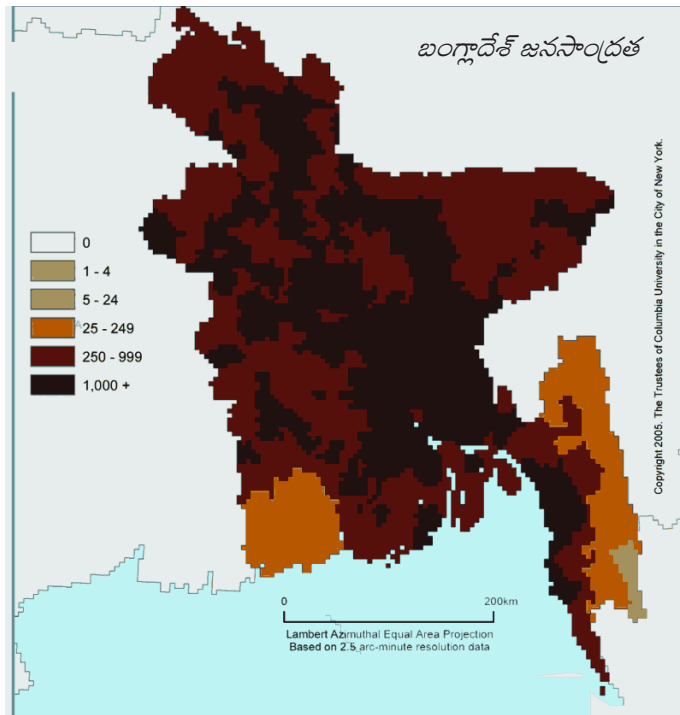 బంగ్లాదేశ్ జనసాంద్రత
0
1 - 4
5 - 24
25 - 249
250 - 999
1,000 +
Copyright 2005. The Trustees of Columbia University in the City of New York.
0 200km
Lambert Azimuthal Equal Area Projection
Based on 2.5 arc-minute resolution data